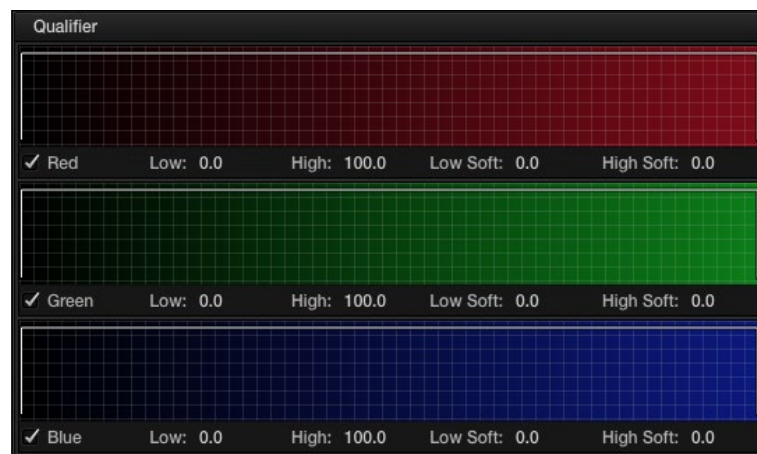 Qualifier
Red Low: 0.0 High: 100.0 Low Soft: 0.0 High Soft: 0.0
Green Low: 0.0 High: 100.0 Low Soft: 0.0 High Soft: 0.0
Blue Low: 0.0 High: 100.0 Low Soft: 0.0 High Soft: 0.0